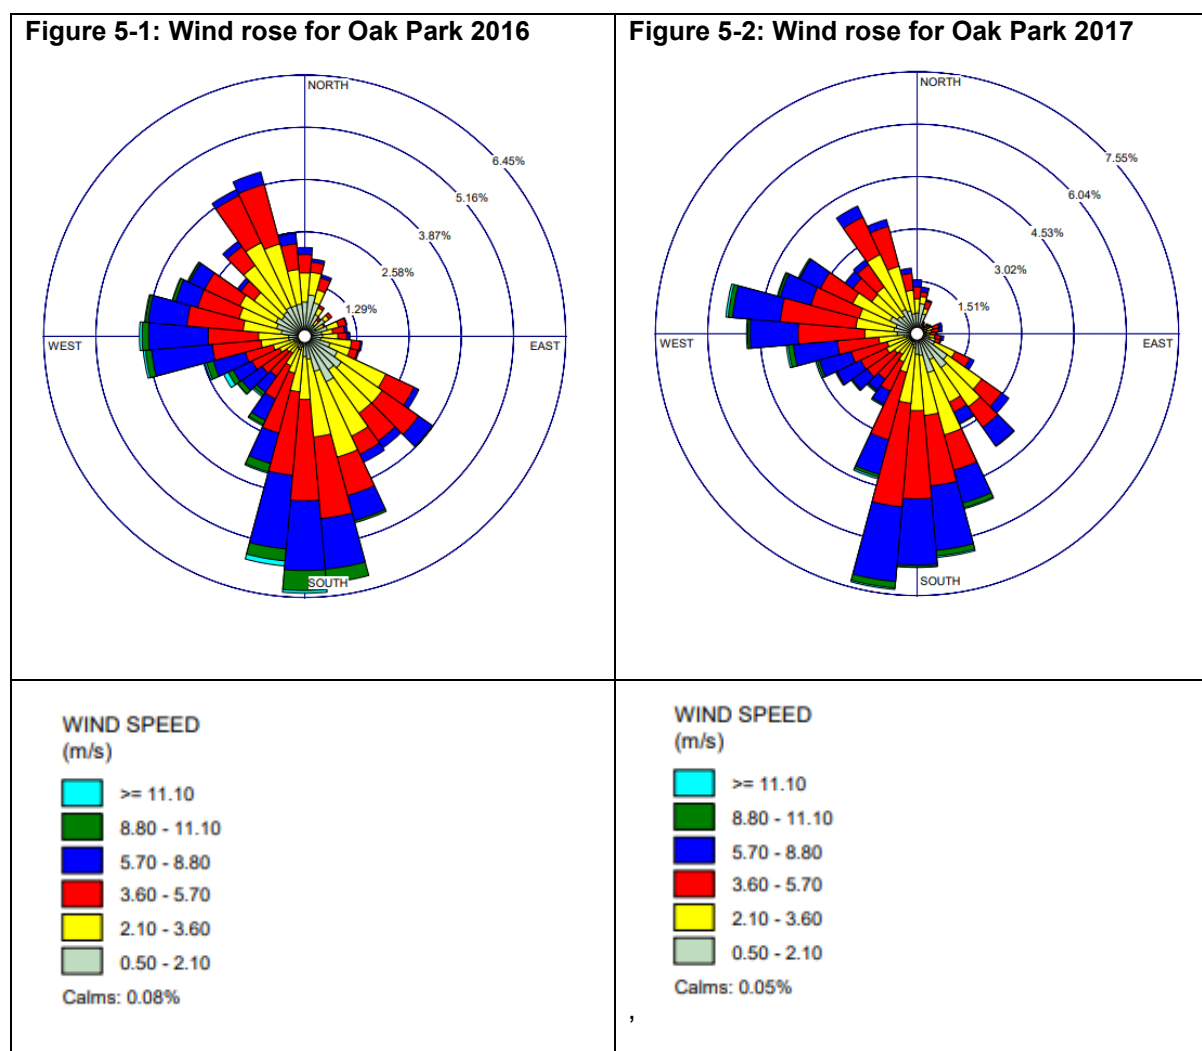 Figure 5-1: Wind rose for Oak Park 2016
NORTH
6.45%
5.16%
3.87%
2.58%
1.29%
WEST
EAST
SOUTH
Figure 5-2: Wind rose for Oak Park 2017
NORTH
7.55%
6.04%
4.53%
3.02%
1.51%
WEST
EAST
SOUTH
WIND SPEED
(m/s)
>= 11.10
8.80 - 11.10
5.70 - 8.80
3.60 - 5.70
2.10 - 3.60
0.50 - 2.10
Calms: 0.08%
WIND SPEED
(m/s)
>= 11.10
8.80 - 11.10
5.70 - 8.80
3.60 - 5.70
2.10 - 3.60
0.50 - 2.10
Calms: 0.05%
,